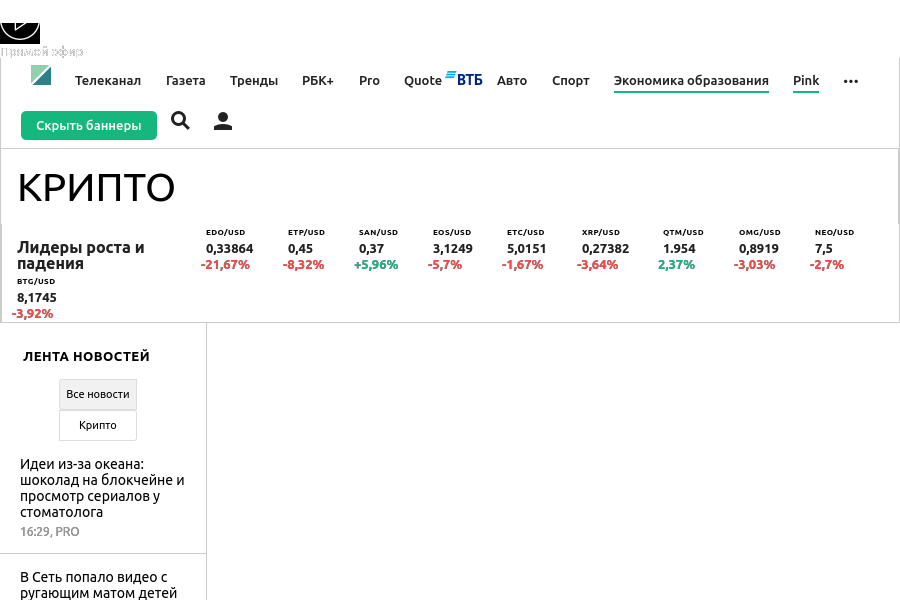 Прямой эфир
Телеканал Газета Тренды РБК+ Pro Quote ВТБ Авто Спорт Экономика образования Pink
Скрыть баннеры
КРИПТО
Лидеры роста и
падения
EDO/USD
0,33864
-21,67%
ETP/USD
0,45
-8,32%
SAN/USD
0,37
+5,96%
EOS/USD
3,1249
-5,7%
ETC/USD
5,0151
-1,67%
XRP/USD
0,27382
-3,64%
QTM/USD
1.954
2,37%
OMG/USD
0,8919
-3,03%
NEO/USD
7,5
-2,7%
BTG/USD
8,1745
-3,92%
ЛЕНТА НОВОСТЕЙ
Все новости
Крипто
Идеи из-за океана:
шоколад на блокчейне и
просмотр сериалов у
стоматолога
16:29, PRO
В Сеть попало видео с
ругающим матом детей